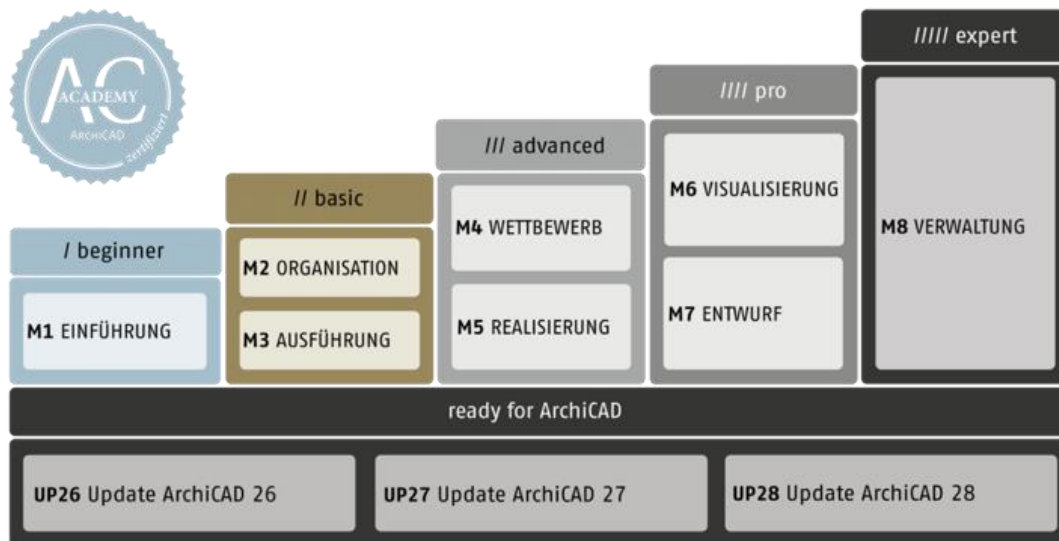 AC
ACADEMY
ARCHICAD
zertifiziert
///// expert
//// pro
/// advanced
// basic
/ beginner
M1 EINFÜHRUNG
M2 ORGANISATION
M3 AUSFÜHRUNG
M4 WETTBEWERB
M5 REALISIERUNG
M6 VISUALISIERUNG
M7 ENTWURF
M8 VERWALTUNG
ready for ArchiCAD
UP26 Update ArchiCAD 26
UP27 Update ArchiCAD 27
UP28 Update ArchiCAD 28